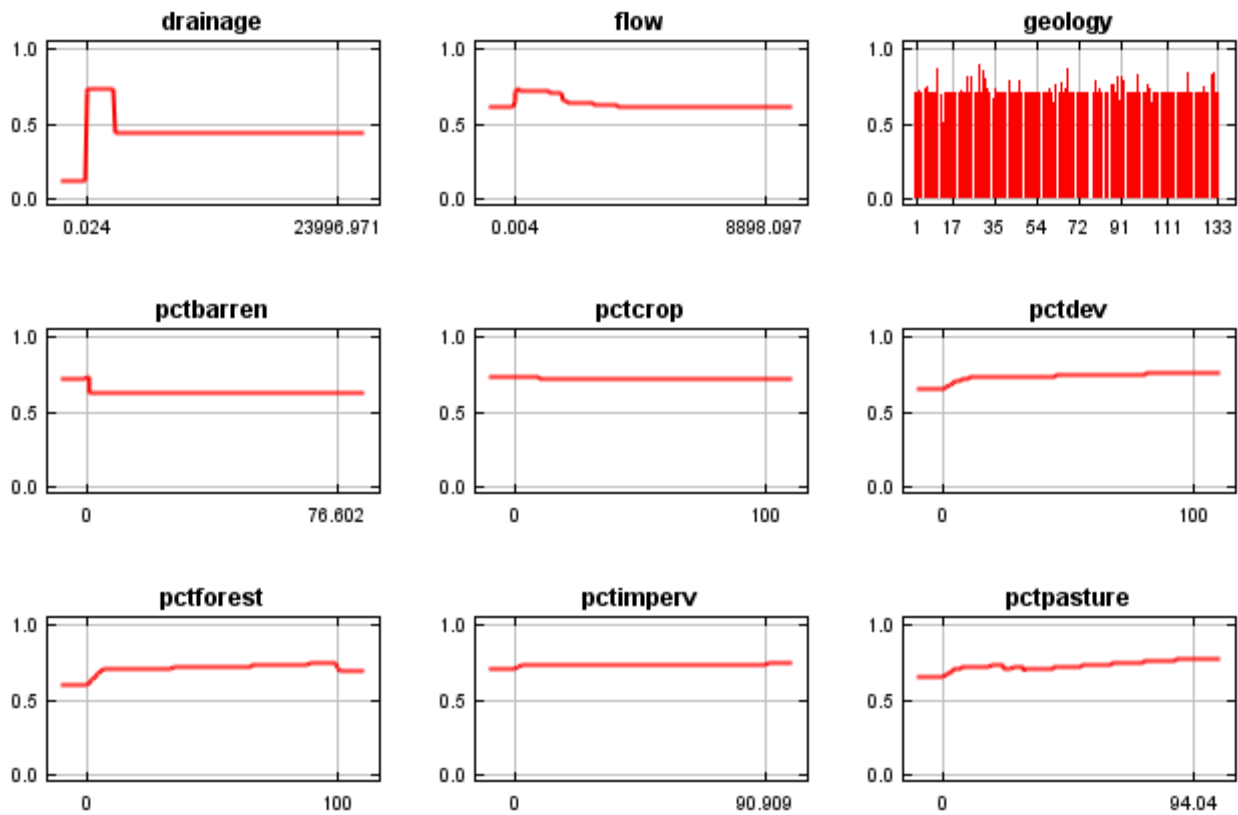 drainage flow geology
1.0 1.0 1.0
0.5 0.5 0.5
0.0 0.0 0.0
0.024 23996.971 0.004 8898.097 1 17 35 54 72 91 111 133
pctbarren pctcrop pctdev
1.0 1.0 1.0
0.5 0.5 0.5
0.0 0.0 0.0
0 76.602 0 100 0 100
pctforest pctimperv pctpasture
1.0 1.0 1.0
0.5 0.5 0.5
0.0 0.0 0.0
0 100 0 90.909 0 94.04